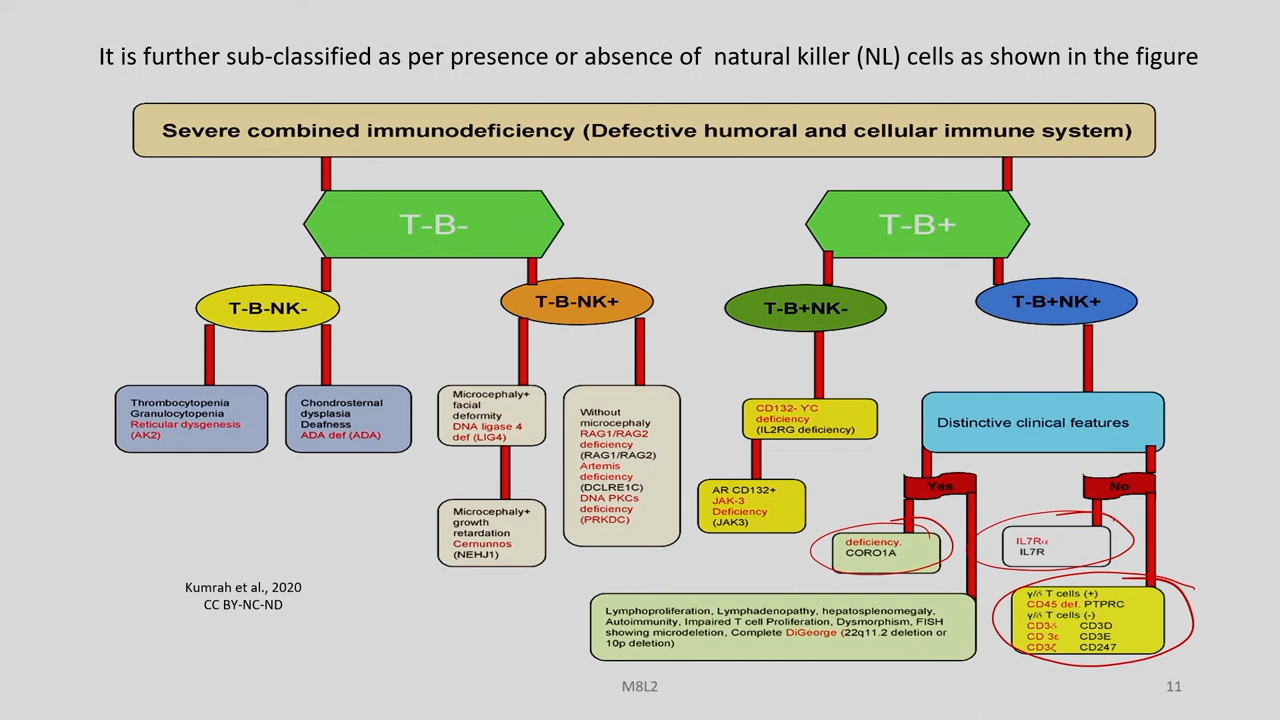 It is further sub-classified as per presence or absence of natural killer (NL) cells as shown in the figure
Severe combined immunodeficiency (Defective humoral and cellular immune system)
T-B-
T-B+
T-B-NK-
T-B-NK+
T-B+NK-
T-B+NK+
Thrombocytopenia
Granulocytopenia
Reticular dysgenesis
(AK2)
Chondrosternal
dysplasia
Deafness
ADA def (ADA)
Microcephaly+
facial
deformity
DNA ligase 4
def (LIG4)
Microcephaly+
growth
retardation
Cernunnos
(NEHJ1)
Without
microcephaly
RAG1/RAG2
deficiency
(RAG1/RAG2)
Artemis
deficiency
(DCLRE1C)
DNA PKCs
deficiency
(PRKDC)
CD132- ƳC
deficiency
(IL2RG deficiency)
AR CD132+
JAK-3
Deficiency
(JAK3)
Distinctive clinical features
Yes
No
deficiency.
CORO1A
IL7Rα
IL7R
Lymphoproliferation, Lymphadenopathy, hepatosplenomegaly,
Autoimmunity, Impaired T cell Proliferation, Dysmorphism, FISH
showing microdeletion, Complete DiGeorge (22q11.2 deletion or
10p deletion)
γ/δ T cells (+)
CD45 def. PTPRC
γ/δ T cells (-)
CD3δ CD3D
CD 3ε CD3E
CD3ζ CD247
Kumrah et al., 2020
CC BY-NC-ND
M8L2
11